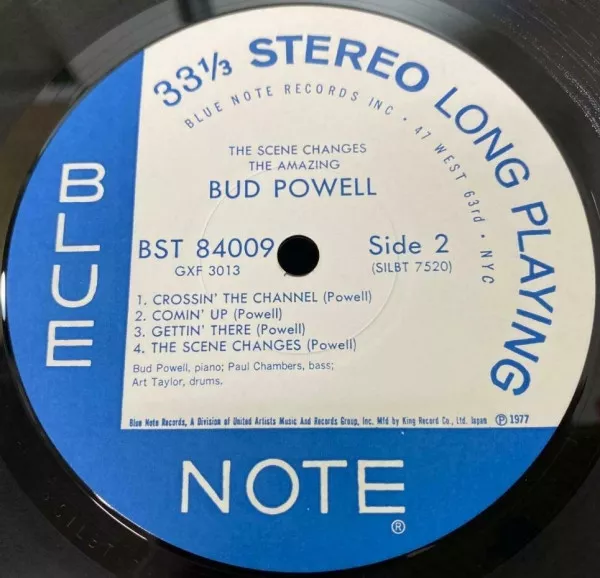 33⅓ STEREO LONG PLAYING
BLUE NOTE RECORDS INC • 47 WEST 63rd • NYC
THE SCENE CHANGES
THE AMAZING
BUD POWELL
BST 84009 Side 2
GXF 3013 (SILBT 7520)
1. CROSSIN' THE CHANNEL (Powell)
2. COMIN' UP (Powell)
3. GETTIN' THERE (Powell)
4. THE SCENE CHANGES (Powell)
Bud Powell, piano; Paul Chambers, bass;
Art Taylor, drums.
Blue Note Records, A Division of United Artists Music And Records Group, Inc. Mfd by King Record Co., Ltd. Japan ℗ 1977
BLUE
NOTE
®